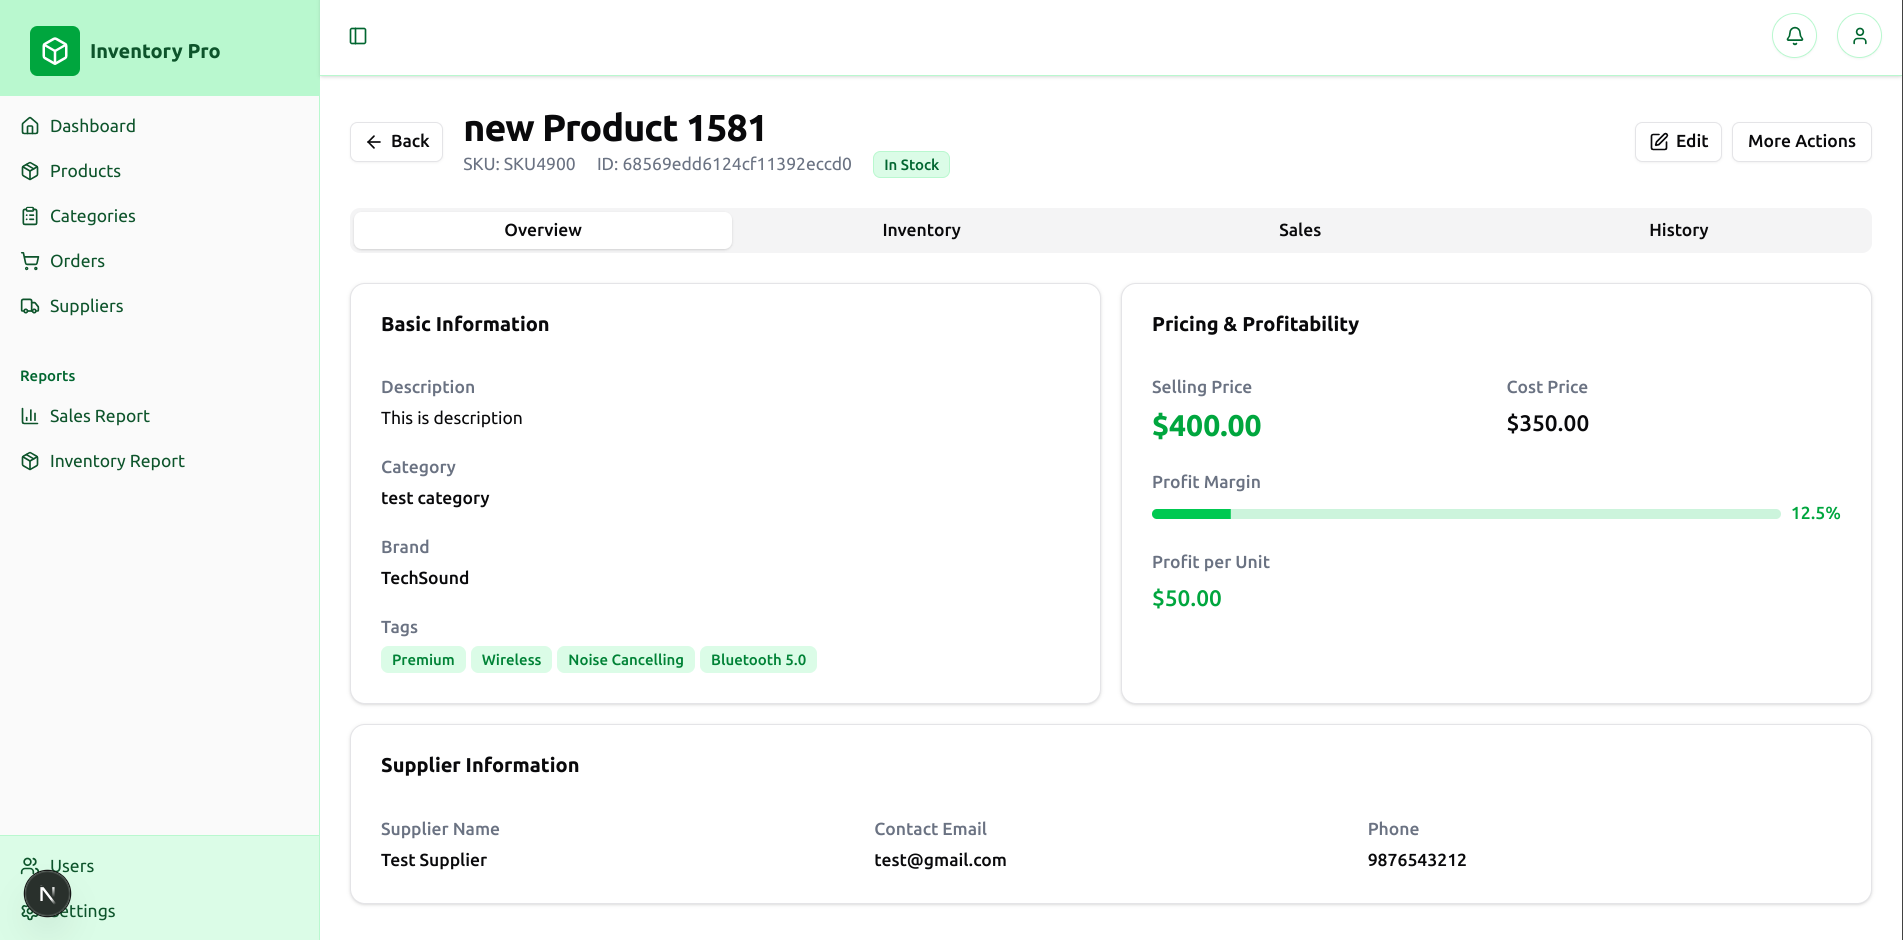 Inventory Pro
Dashboard
Products
Categories
Orders
Suppliers
Reports
Sales Report
Inventory Report
Users
ettings
N
Back
new Product 1581
SKU: SKU4900 ID: 68569edd6124cf11392eccd0 In Stock
Edit
More Actions
Overview Inventory Sales History
Basic Information
Description
This is description
Category
test category
Brand
TechSound
Tags
Premium Wireless Noise Cancelling Bluetooth 5.0
Pricing & Profitability
Selling Price Cost Price
$400.00 $350.00
Profit Margin
12.5%
Profit per Unit
$50.00
Supplier Information
Supplier Name Contact Email Phone
Test Supplier test@gmail.com 9876543212